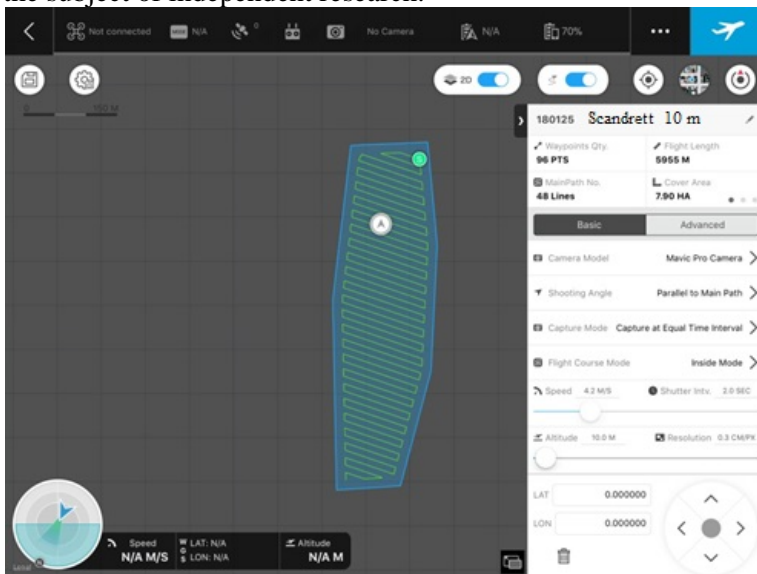 the subject of independent research.
Not connected N/A 0 No Camera N/A 70%
2D
0 150 M
180125 Scandrett 10 m
Waypoints Qty. Flight Length
96 PTS 5955 M
MainPath No. Cover Area
48 Lines 7.90 HA
Basic Advanced
S
A
Camera Model Mavic Pro Camera
Shooting Angle Parallel to Main Path
Capture Mode Capture at Equal Time Interval
Flight Course Mode Inside Mode
Speed 4.2 M/S Shutter Intv. 2.0 SEC
Altitude 10.0 M Resolution 0.3 CM/PX
LAT 0.000000
LON 0.000000
Speed WGS LAT: N/A Altitude
N/A M/S LON: N/A N/A M
Legal